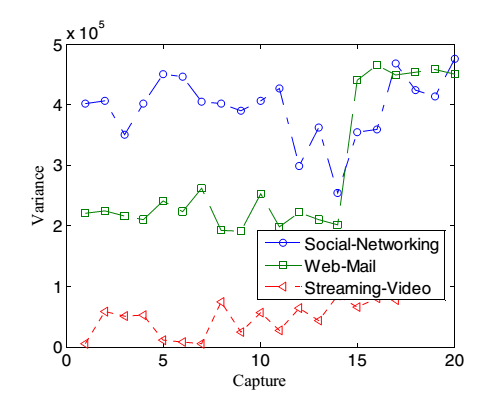 x 10^5
5
4
3
2
1
0
0 5 10 15 20
Variance
Capture
Social-Networking
Web-Mail
Streaming-Video